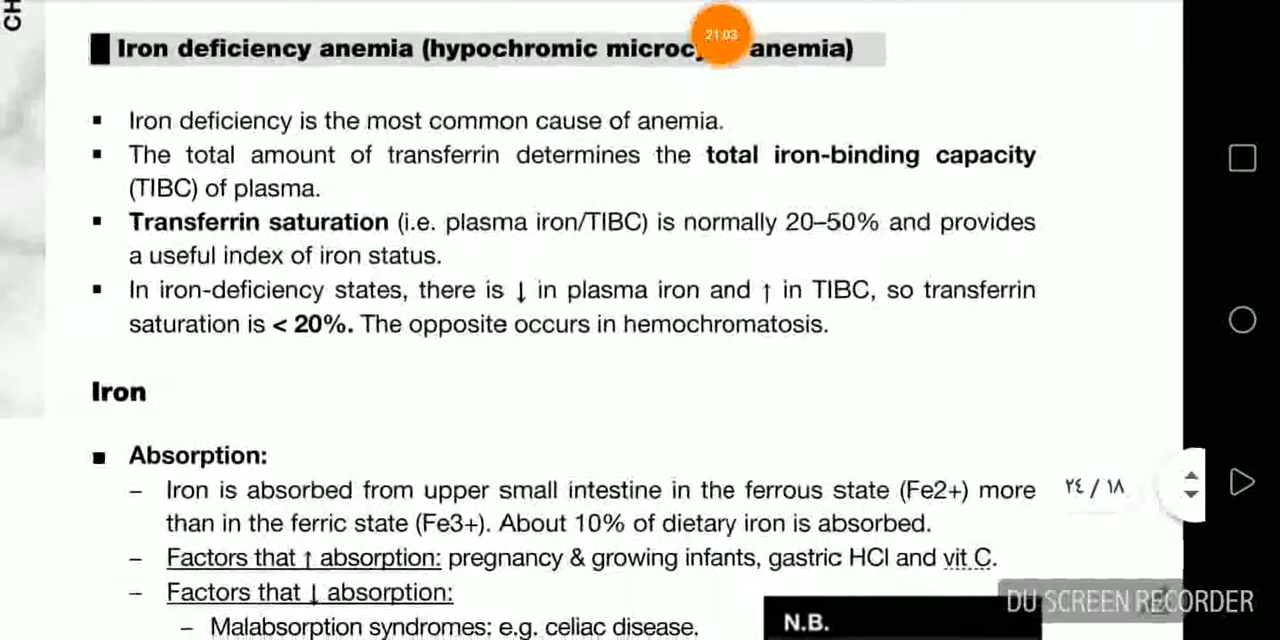 CH
21:03
Iron deficiency anemia (hypochromic microc anemia)
▪ Iron deficiency is the most common cause of anemia.
▪ The total amount of transferrin determines the total iron-binding capacity
(TIBC) of plasma.
▪ Transferrin saturation (i.e. plasma iron/TIBC) is normally 20–50% and provides
a useful index of iron status.
▪ In iron-deficiency states, there is ↓ in plasma iron and ↑ in TIBC, so transferrin
saturation is < 20%. The opposite occurs in hemochromatosis.
Iron
▪ Absorption:
– Iron is absorbed from upper small intestine in the ferrous state (Fe2+) more
than in the ferric state (Fe3+). About 10% of dietary iron is absorbed.
– Factors that ↑ absorption: pregnancy & growing infants, gastric HCl and vit C.
– Factors that ↓ absorption:
– Malabsorption syndromes: e.g. celiac disease.
N.B.
٢٤ / ١٨
DU SCREEN RECORDER